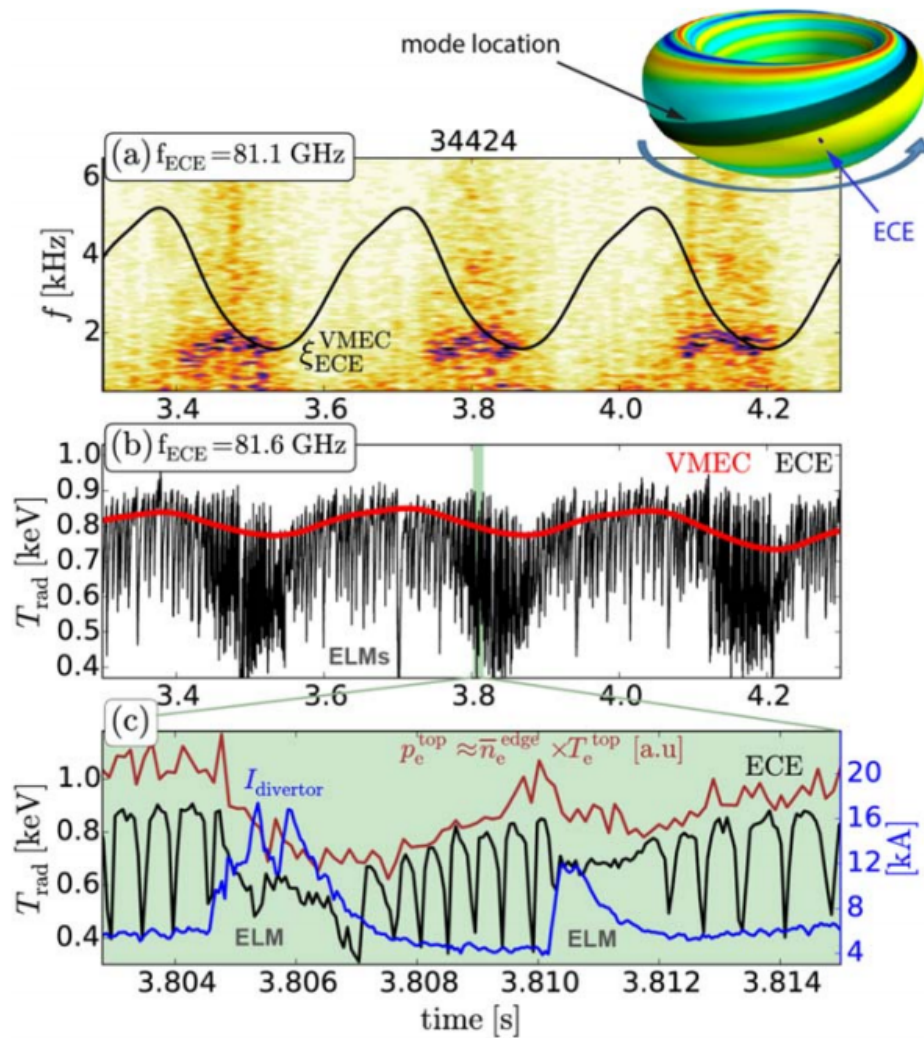 mode location
34424
ECE
(a) f_ECE = 81.1 GHz
f [kHz]
6
4
2
ξ_ECE^VMEC
3.4 3.6 3.8 4.0 4.2
(b) f_ECE = 81.6 GHz
VMEC ECE
T_rad [keV]
1.0
0.9
0.8
0.7
0.6
0.5
0.4
ELMs
3.4 3.6 3.8 4.0 4.2
(c)
p_e^top ≈ n̅_e^edge × T_e^top [a.u]
ECE
I_divertor
T_rad [keV]
1.0
0.8
0.6
0.4
20
16
12
8
4
[kA]
ELM ELM
3.804 3.806 3.808 3.810 3.812 3.814
time [s]